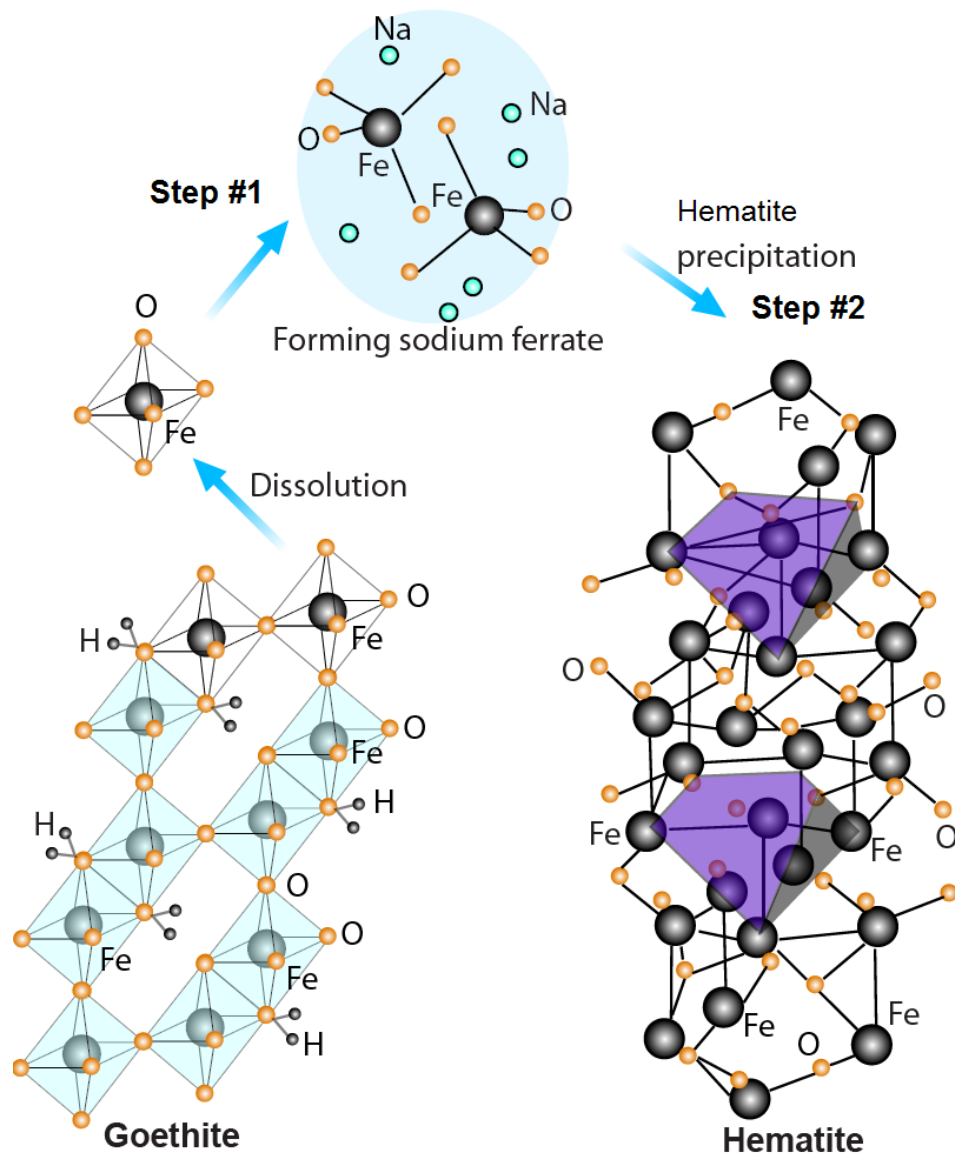 Na
Na
O
Fe
Step #1
Fe
O
Hematite
precipitation
Step #2
O
Forming sodium ferrate
Fe
Fe
Dissolution
O
H
Fe
O
O
Fe
H
H
Fe
O
Fe
O
O
O
Fe
Fe
H
Fe
Fe
O
Goethite
Hematite